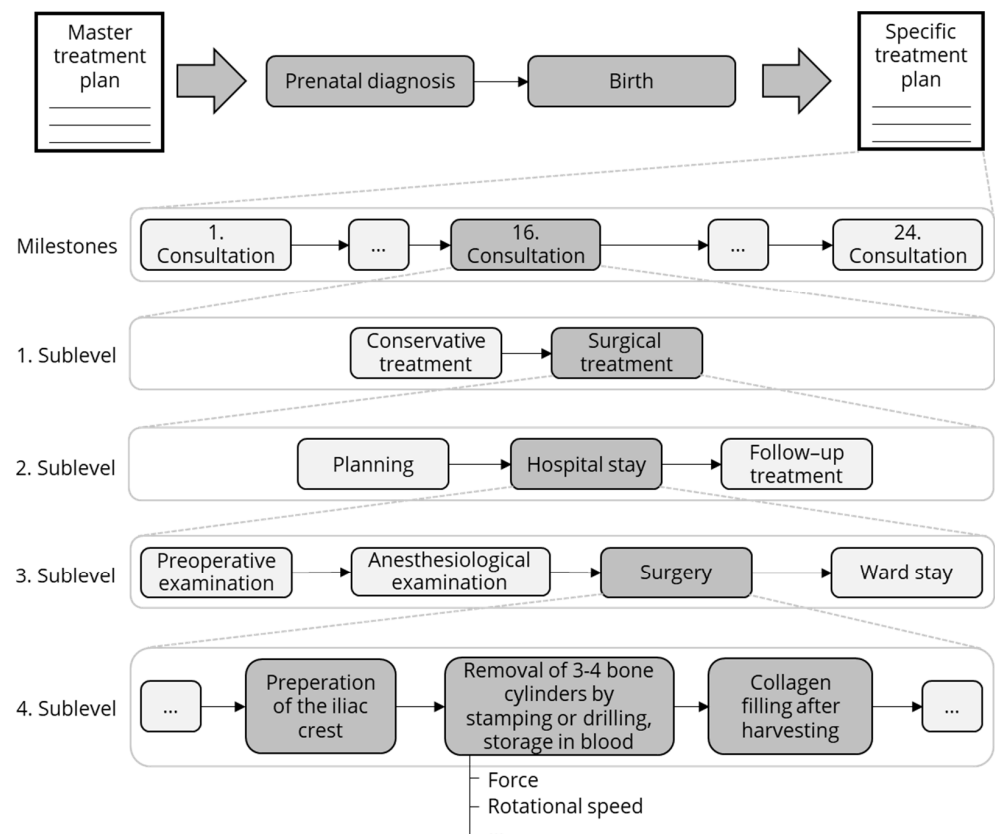 Master
treatment
plan
Prenatal diagnosis
Birth
Specific
treatment
plan
Milestones
1.
Consultation
...
16.
Consultation
...
24.
Consultation
1. Sublevel
Conservative
treatment
Surgical
treatment
2. Sublevel
Planning
Hospital stay
Follow–up
treatment
3. Sublevel
Preoperative
examination
Anesthesiological
examination
Surgery
Ward stay
4. Sublevel
...
Preperation
of the iliac
crest
Removal of 3-4 bone
cylinders by
stamping or drilling,
storage in blood
Collagen
filling after
harvesting
...
Force
Rotational speed